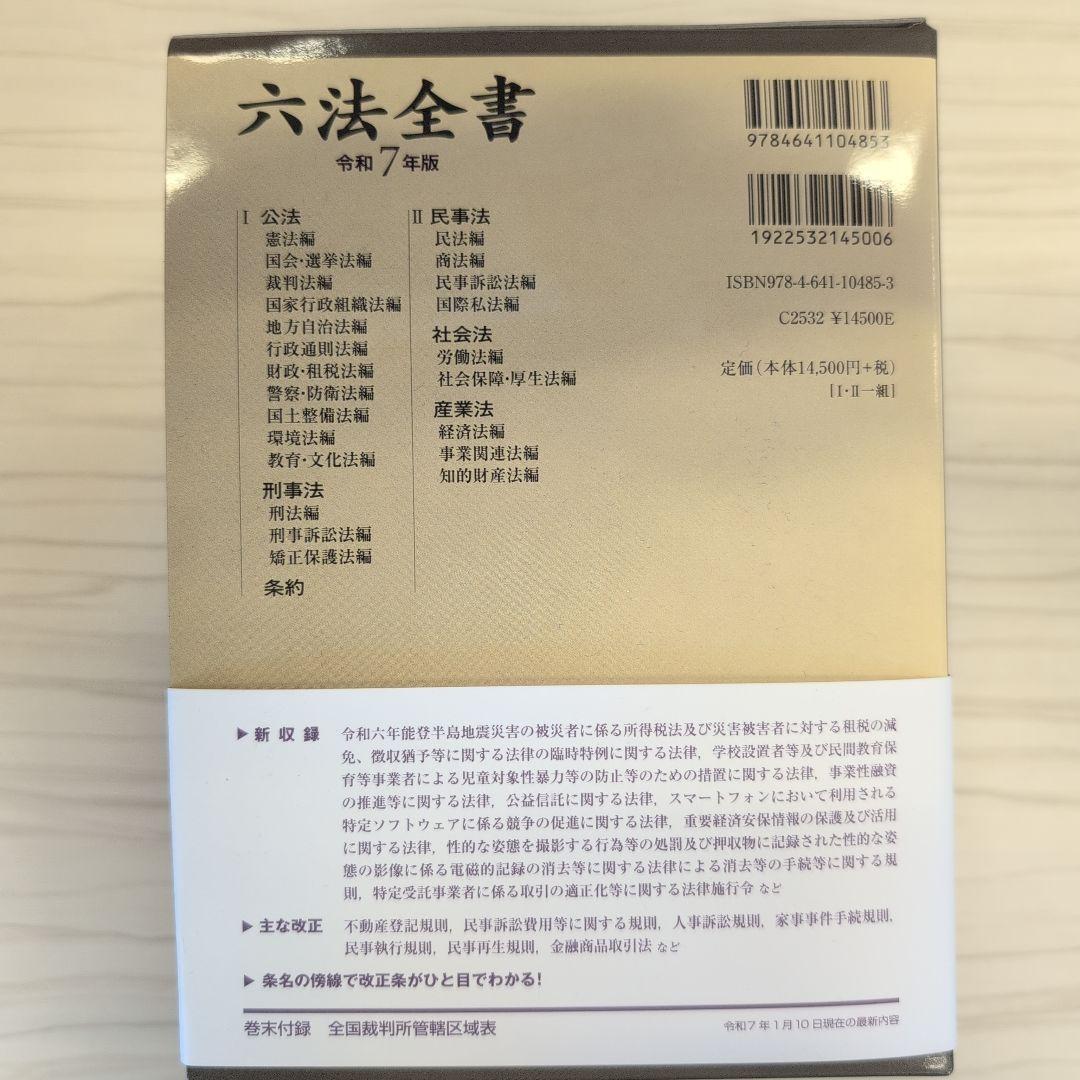 六法全書
令和7年版
9784641104853
1922532145006
ISBN978-4-641-10485-3
C2532 ¥14500E
定価(本体14,500円+税)
[Ⅰ・Ⅱ一組]
Ⅰ 公法
憲法編
国会・選挙法編
裁判法編
国家行政組織法編
地方自治法編
行政通則法編
財政・租税法編
警察・防衛法編
国土整備法編
環境法編
教育・文化法編
刑事法
刑法編
刑事訴訟法編
矯正保護法編
条約
Ⅱ 民事法
民法編
商法編
民事訴訟法編
国際私法編
社会法
労働法編
社会保障・厚生法編
産業法
経済法編
事業関連法編
知的財産法編
▶新収録 令和六年能登半島地震災害の被災者に係る所得税法及び災害被害者に対する租税の減
免、徴収猶予等に関する法律の臨時特例に関する法律，学校設置者等及び民間教育保
育等事業者による児童対象性暴力等の防止等のための措置に関する法律，事業性融資
の推進等に関する法律，公益信託に関する法律，スマートフォンにおいて利用される
特定ソフトウェアに係る競争の促進に関する法律，重要経済安保情報の保護及び活用
に関する法律，性的な姿態を撮影する行為等の処罰及び押収物に記録された性的な姿
態の影像に係る電磁的記録の消去等に関する法律による消去等の手続等に関する規
則，特定受託事業者に係る取引の適正化等に関する法律施行令 など
▶主な改正 不動産登記規則，民事訴訟費用等に関する規則，人事訴訟規則，家事事件手続規則，
民事執行規則，民事再生規則，金融商品取引法 など
▶条名の傍線で改正条がひと目でわかる!
巻末付録 全国裁判所管轄区域表
令和7年1月10日現在の最新内容